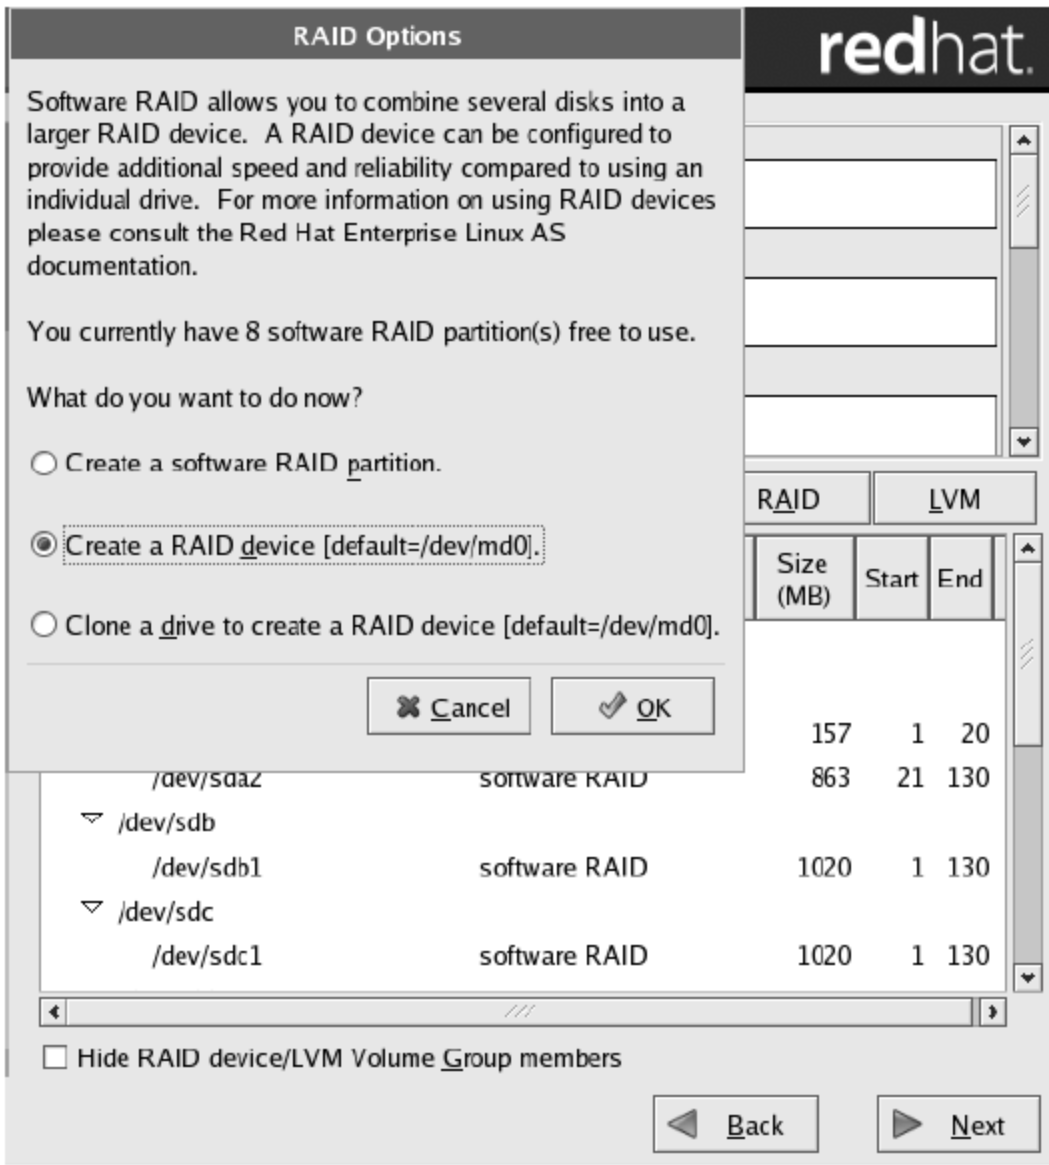 RAID Options
redhat.
Software RAID allows you to combine several disks into a
larger RAID device. A RAID device can be configured to
provide additional speed and reliability compared to using an
individual drive. For more information on using RAID devices
please consult the Red Hat Enterprise Linux AS
documentation.
You currently have 8 software RAID partition(s) free to use.
What do you want to do now?
Create a software RAID partition.
Create a RAID device [default=/dev/md0].
Clone a drive to create a RAID device [default=/dev/md0].
Cancel
OK
RAID
LVM
Size
(MB)
Start
End
157 1 20
/dev/sda2 software RAID 863 21 130
/dev/sdb
/dev/sdb1 software RAID 1020 1 130
/dev/sdc
/dev/sdc1 software RAID 1020 1 130
Hide RAID device/LVM Volume Group members
Back
Next